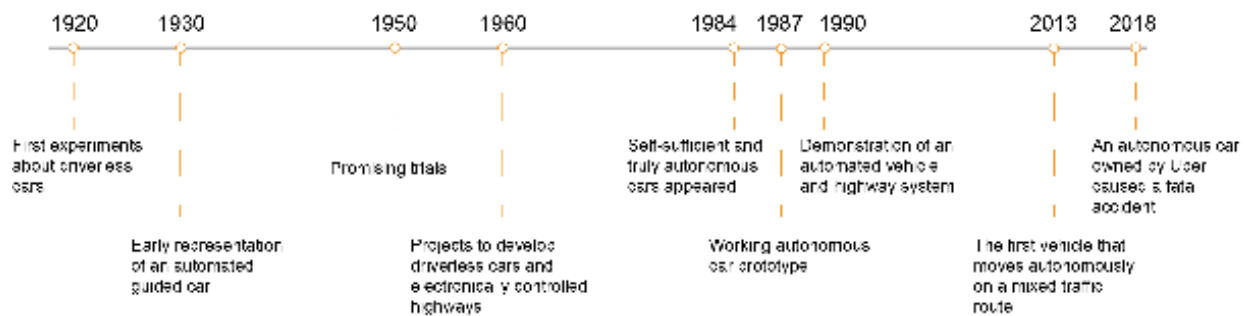 1920
1930
1950
1960
1984
1987
1990
2013
2018
First experiments
about driverless
cars
Early representation
of an automated
guided car
Promising trials
Projects to develop
driverless cars and
electronically controlled
highways
Self-sufficient and
truly autonomous
cars appeared
Working autonomous
car prototype
Demonstration of an
automated vehicle
and highway system
The first vehicle that
moves autonomously
on a mixed traffic
route
An autonomous car
owned by Uber
caused a fatal
accident